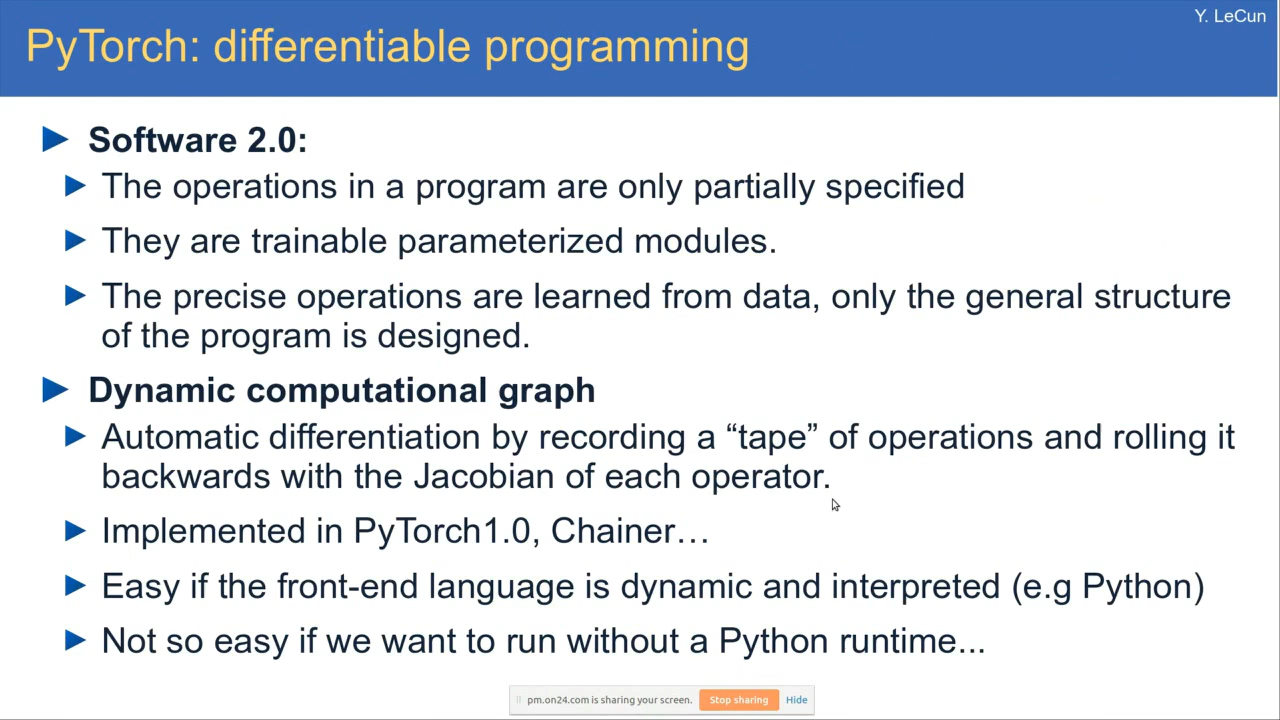 Y. LeCun
PyTorch: differentiable programming
Software 2.0:
The operations in a program are only partially specified
They are trainable parameterized modules.
The precise operations are learned from data, only the general structure
of the program is designed.
Dynamic computational graph
Automatic differentiation by recording a “tape” of operations and rolling it
backwards with the Jacobian of each operator.
Implemented in PyTorch1.0, Chainer…
Easy if the front-end language is dynamic and interpreted (e.g Python)
Not so easy if we want to run without a Python runtime...
pm.on24.com is sharing your screen. Stop sharing Hide